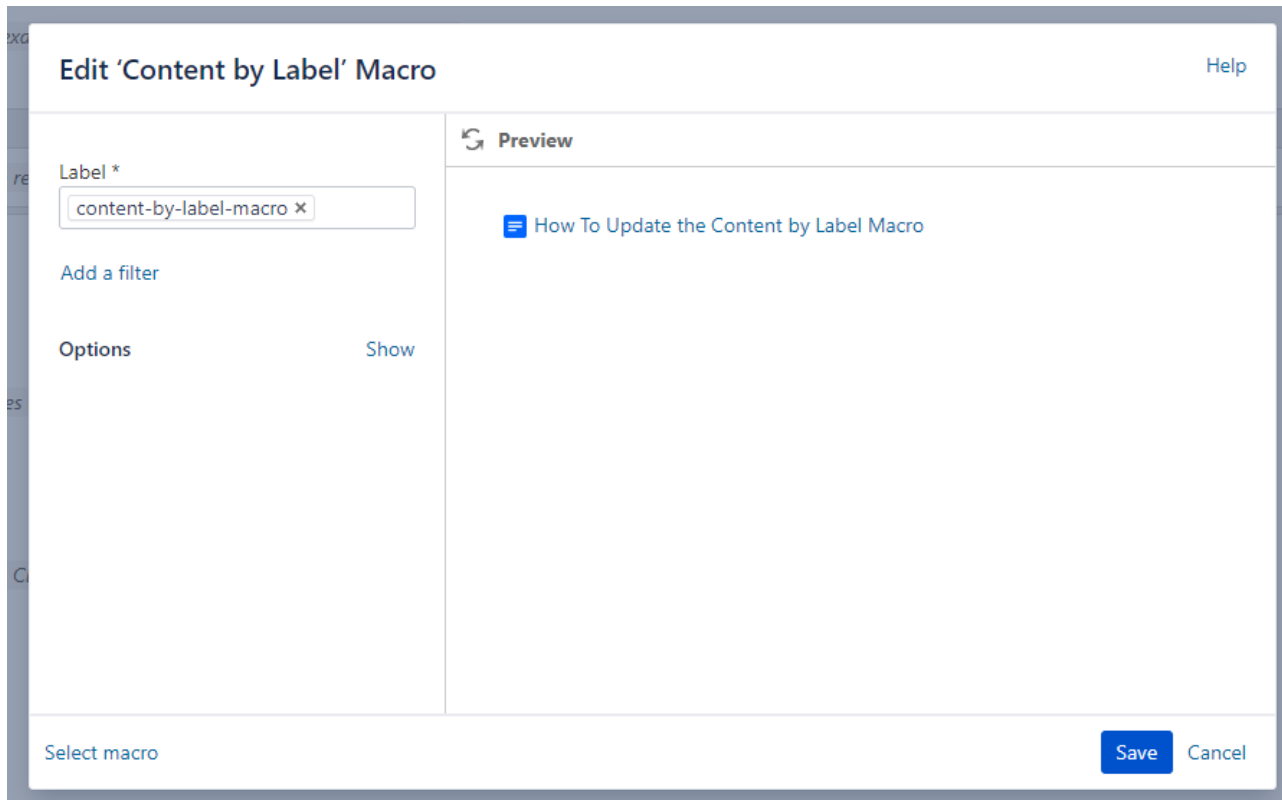 Edit ‘Content by Label’ Macro
Help
Preview
Label *
content-by-label-macro ×
How To Update the Content by Label Macro
Add a filter
Options
Show
Select macro
Save
Cancel